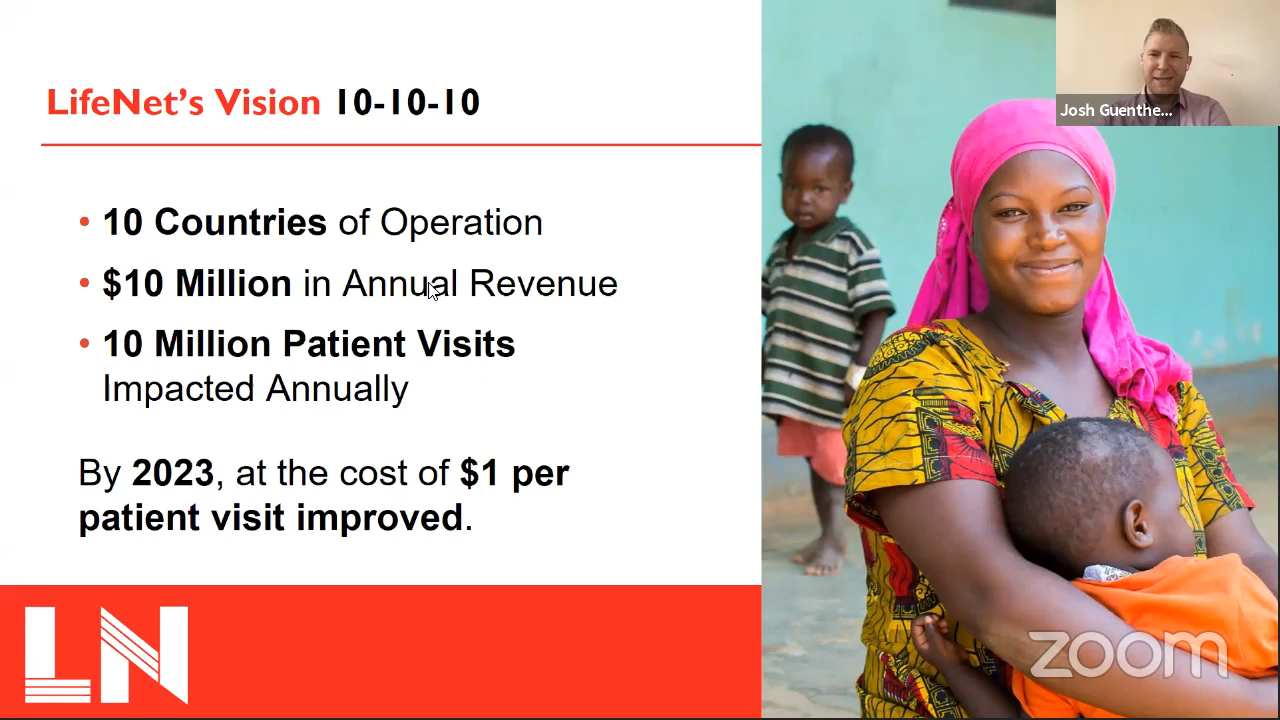 LifeNet's Vision 10-10-10
• 10 Countries of Operation
• $10 Million in Annual Revenue
• 10 Million Patient Visits
Impacted Annually
By 2023, at the cost of $1 per
patient visit improved.
LN
Josh Guenthe...
zoom